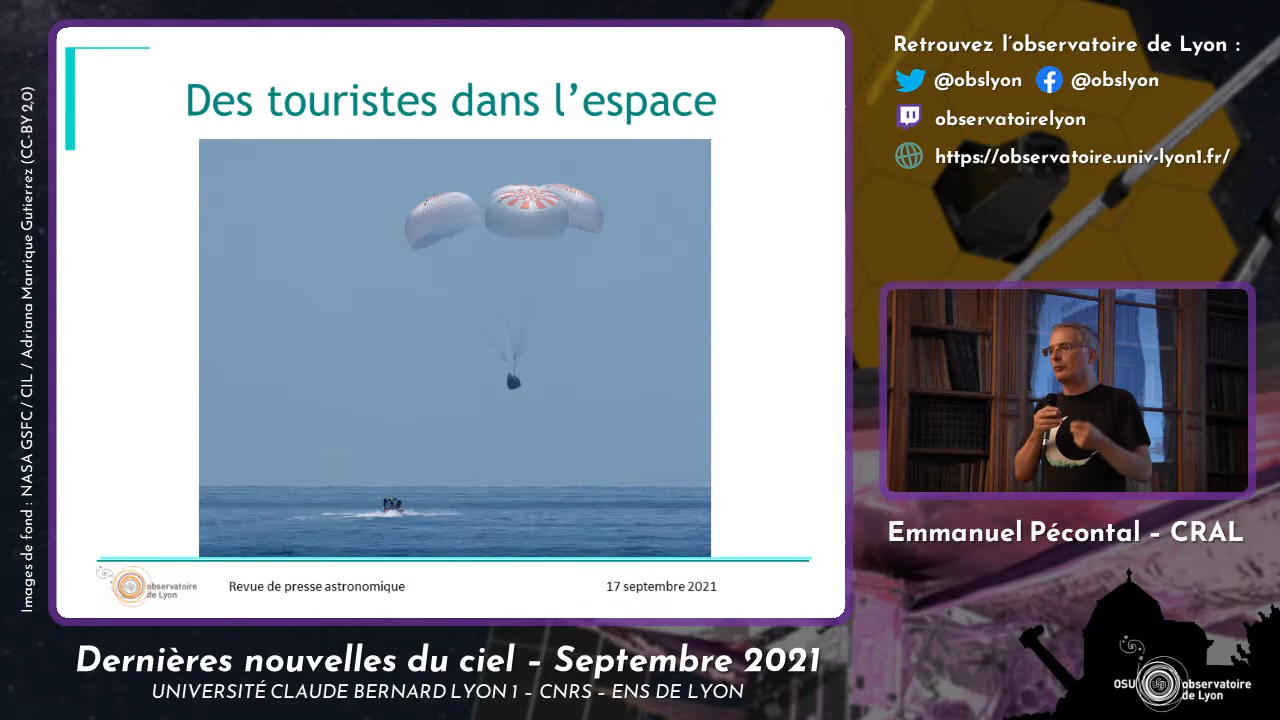 Images de fond : NASA GSFC / CIL / Adriana Manrique Gutierrez (CC-BY 2,0)
Des touristes dans l'espace
observatoire
de Lyon
Revue de presse astronomique
17 septembre 2021
Dernières nouvelles du ciel – Septembre 2021
UNIVERSITÉ CLAUDE BERNARD LYON 1 – CNRS – ENS DE LYON
Retrouvez l'observatoire de Lyon :
@obslyon
@obslyon
observatoirelyon
https://observatoire.univ-lyon1.fr/
Emmanuel Pécontal – CRAL
OSU
observatoire
de Lyon